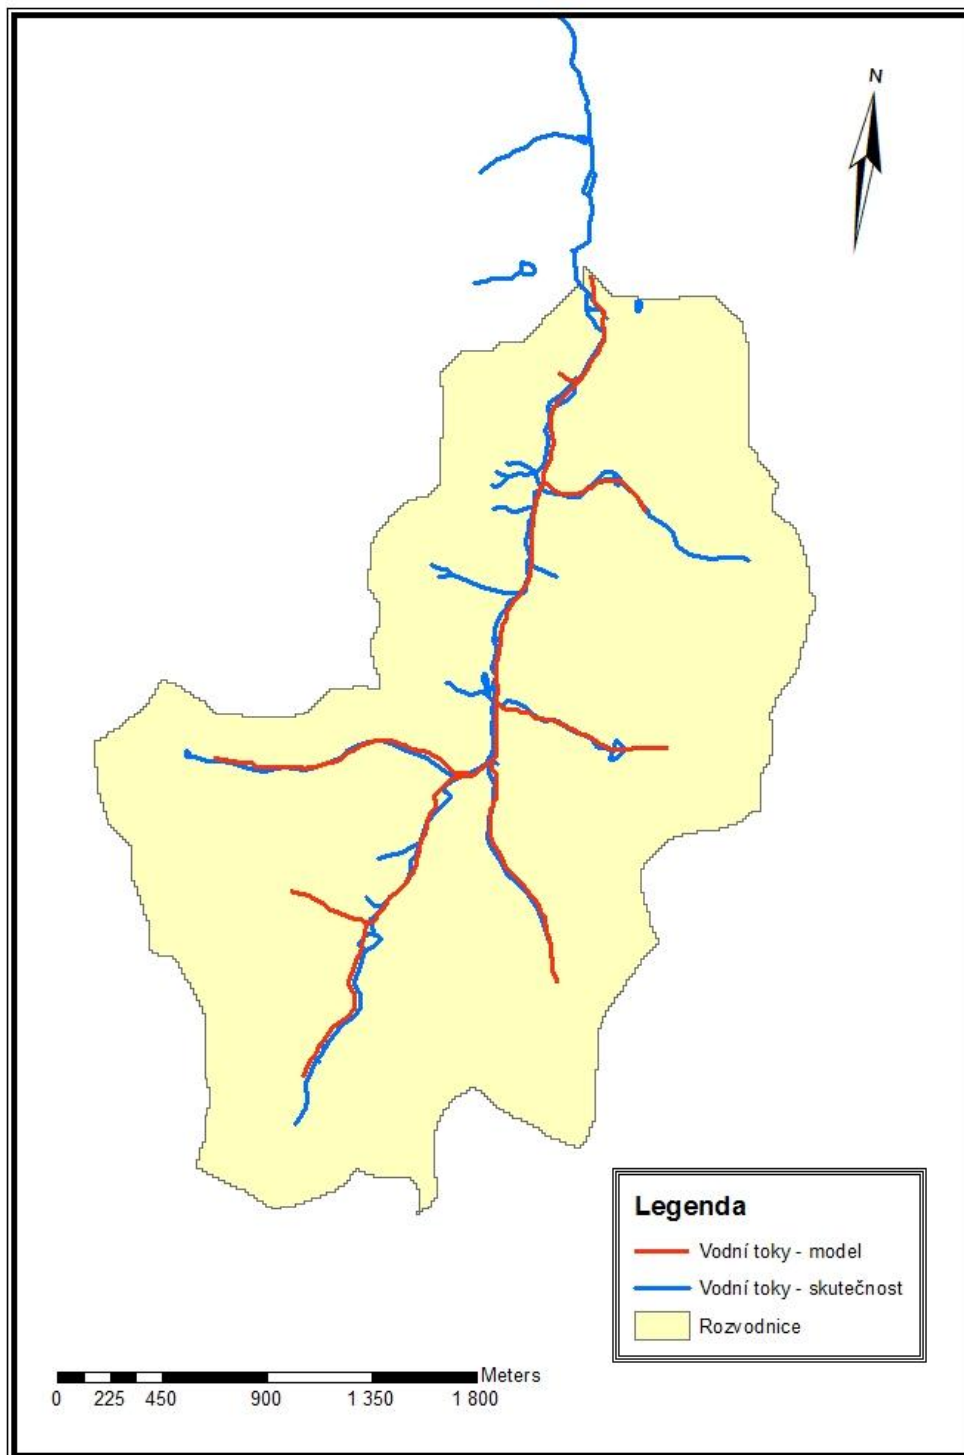 N
Legenda
Vodní toky - model
Vodní toky - skutečnost
Rozvodnice
Meters
0 225 450 900 1 350 1 800